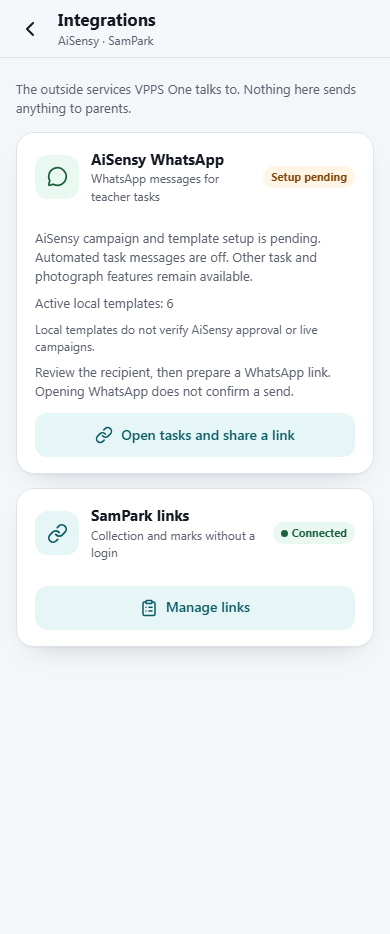 Integrations
AiSensy · SamPark
The outside services VPPS One talks to. Nothing here sends
anything to parents.
AiSensy WhatsApp
WhatsApp messages for
teacher tasks
Setup pending
AiSensy campaign and template setup is pending.
Automated task messages are off. Other task and
photograph features remain available.
Active local templates: 6
Local templates do not verify AiSensy approval or live
campaigns.
Review the recipient, then prepare a WhatsApp link.
Opening WhatsApp does not confirm a send.
Open tasks and share a link
SamPark links
Collection and marks without a
login
Connected
Manage links